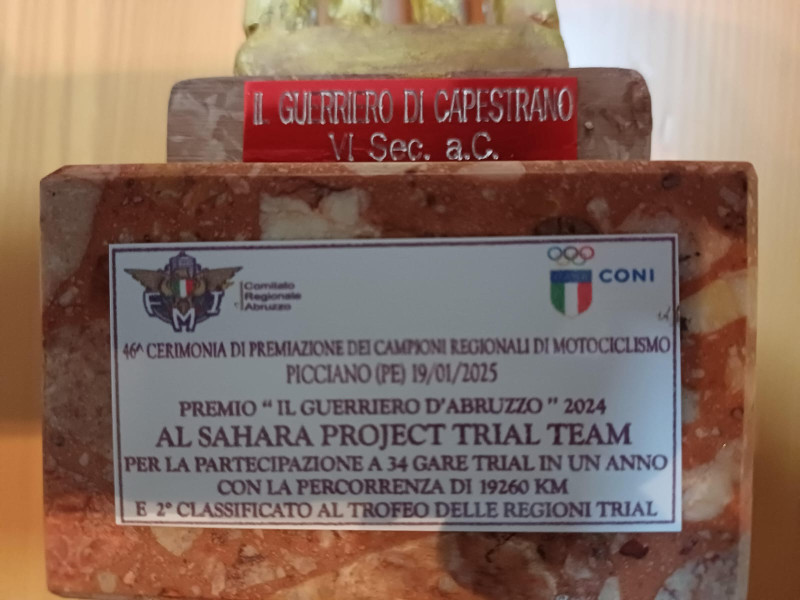 IL GUERRIERO DI CAPESTRANO
VI Sec. a.C.
FMI
Comitato
Regionale
Abruzzo
CONI
46^ CERIMONIA DI PREMIAZIONE DEI CAMPIONI REGIONALI DI MOTOCICLISMO
PICCIANO (PE) 19/01/2025
PREMIO “ IL GUERRIERO D'ABRUZZO ” 2024
AL SAHARA PROJECT TRIAL TEAM
PER LA PARTECIPAZIONE A 34 GARE TRIAL IN UN ANNO
CON LA PERCORRENZA DI 19260 KM
E 2° CLASSIFICATO AL TROFEO DELLE REGIONI TRIAL